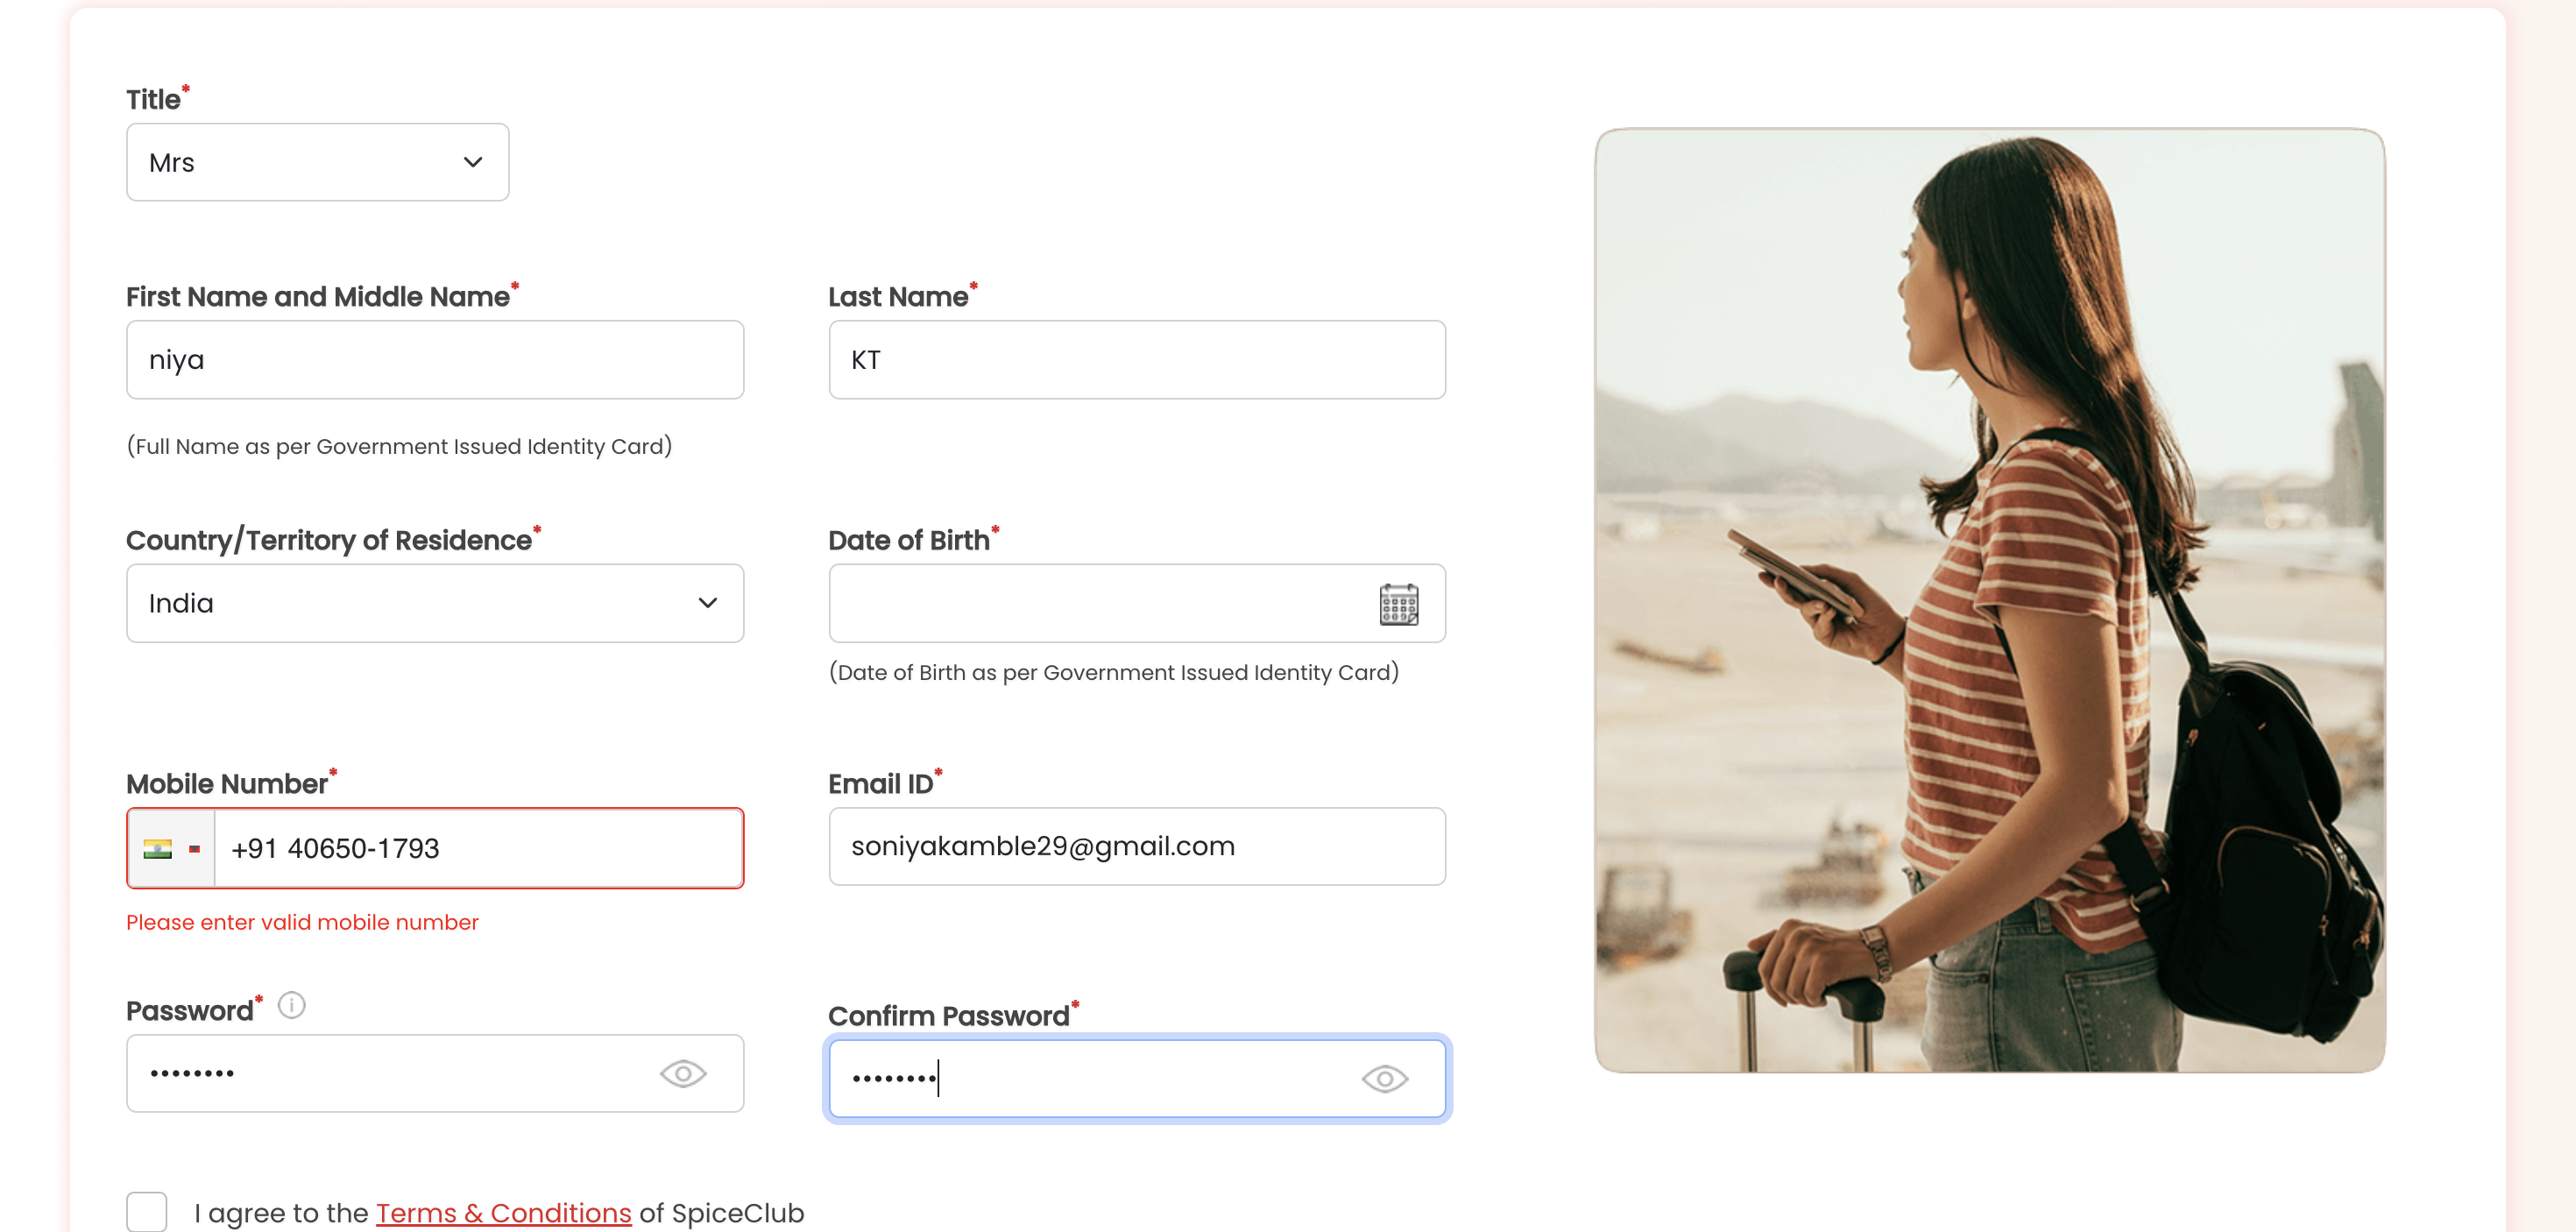 Title*
Mrs
First Name and Middle Name*
niya
(Full Name as per Government Issued Identity Card)
Last Name*
KT
Country/Territory of Residence*
India
Date of Birth*
(Date of Birth as per Government Issued Identity Card)
Mobile Number*
+91 40650-1793
Please enter valid mobile number
Email ID*
soniyakamble29@gmail.com
Password*
••••••••
Confirm Password*
••••••••
I agree to the Terms & Conditions of SpiceClub